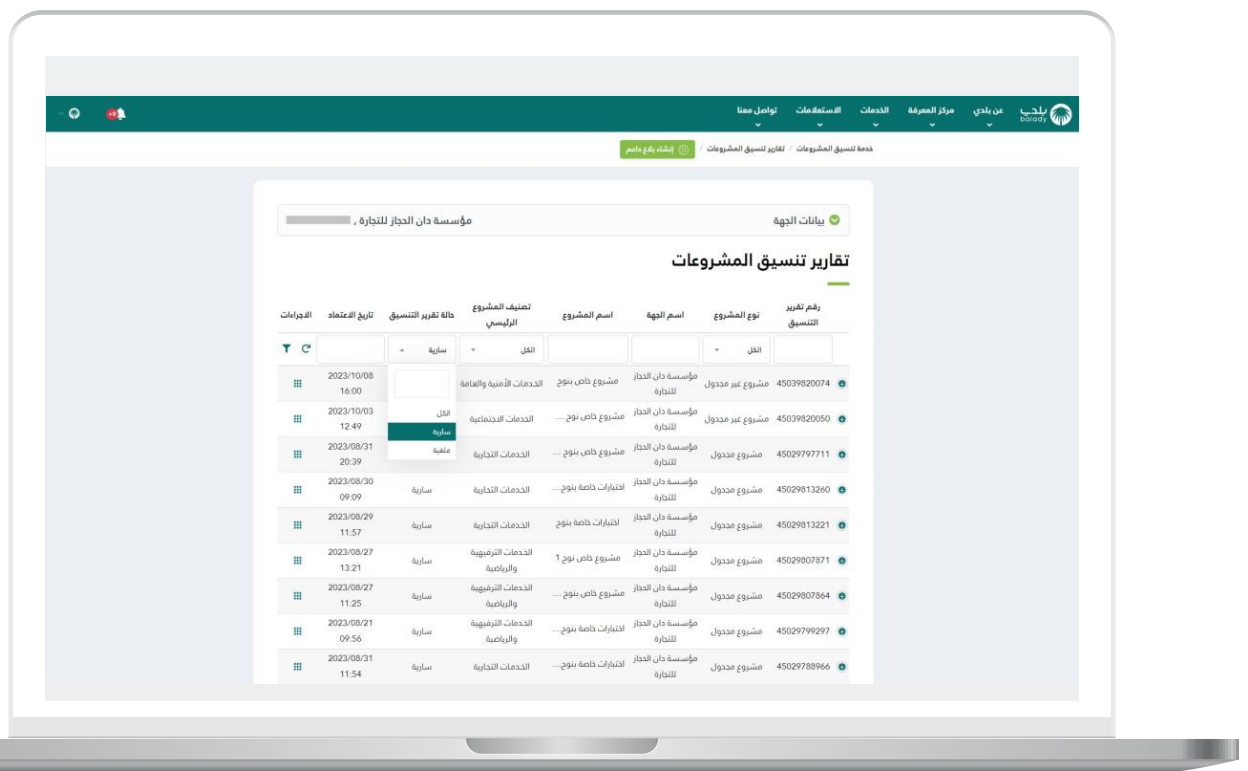 بلدي
balady
عن بلدي
مركز المعرفة
الخدمات
الاستعلامات
تواصل معنا
خدمة تنسيق المشروعات / تقارير تنسيق المشروعات /
إنشاء بلاغ داعم
بيانات الجهة
مؤسسة دان الحجاز للتجارة ,
تقارير تنسيق المشروعات
رقم تقرير
التنسيق
نوع المشروع
اسم الجهة
اسم المشروع
تصنيف المشروع
الرئيسي
حالة تقرير التنسيق
تاريخ الاعتماد
الاجراءات
الكل
الكل
سارية
الكل
سارية
ملغية
45039820074
مشروع غير مجدول
مؤسسة دان الحجاز
للتجارة
مشروع خاص بنوح
الخدمات الأمنية والعامة
2023/10/08
16:00
45039820050
مشروع غير مجدول
مؤسسة دان الحجاز
للتجارة
مشروع خاص نوح ...
الخدمات الاجتماعية
2023/10/03
12:49
45029797711
مشروع مجدول
مؤسسة دان الحجاز
للتجارة
مشروع خاص بنوح ...
الخدمات التجارية
2023/08/31
20:39
45029813260
مشروع مجدول
مؤسسة دان الحجاز
للتجارة
اختبارات خاصة بنوح...
الخدمات التجارية
سارية
2023/08/30
09:09
45029813221
مشروع مجدول
مؤسسة دان الحجاز
للتجارة
اختبارات خاصة بنوح
الخدمات التجارية
سارية
2023/08/29
11:57
45029807871
مشروع مجدول
مؤسسة دان الحجاز
للتجارة
مشروع خاص نوح 1
الخدمات الترفيهية
والرياضية
سارية
2023/08/27
13:21
45029807864
مشروع مجدول
مؤسسة دان الحجاز
للتجارة
مشروع خاص بنوح ...
الخدمات الترفيهية
والرياضية
سارية
2023/08/27
11:25
45029799297
مشروع مجدول
مؤسسة دان الحجاز
للتجارة
اختبارات خاصة بنوح...
الخدمات الترفيهية
والرياضية
سارية
2023/08/21
09:56
45029788966
مشروع مجدول
مؤسسة دان الحجاز
للتجارة
اختبارات خاصة بنوح...
الخدمات التجارية
سارية
2023/08/31
11:54